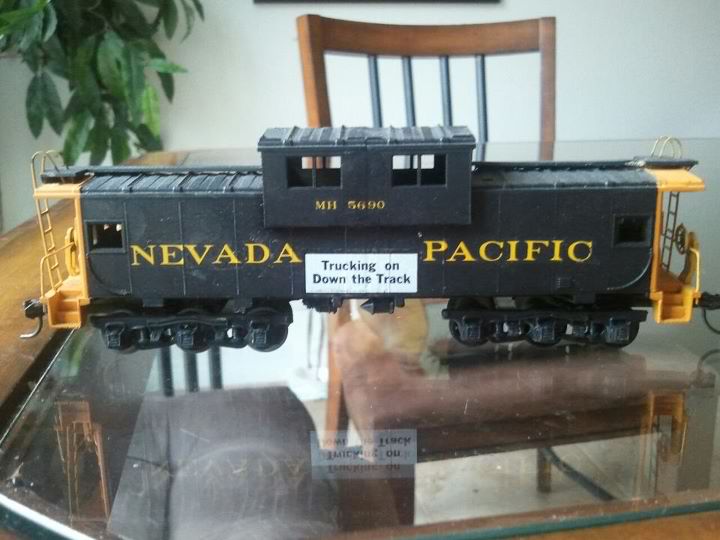 MH 5690
NEVADA PACIFIC
Trucking on
Down the Track